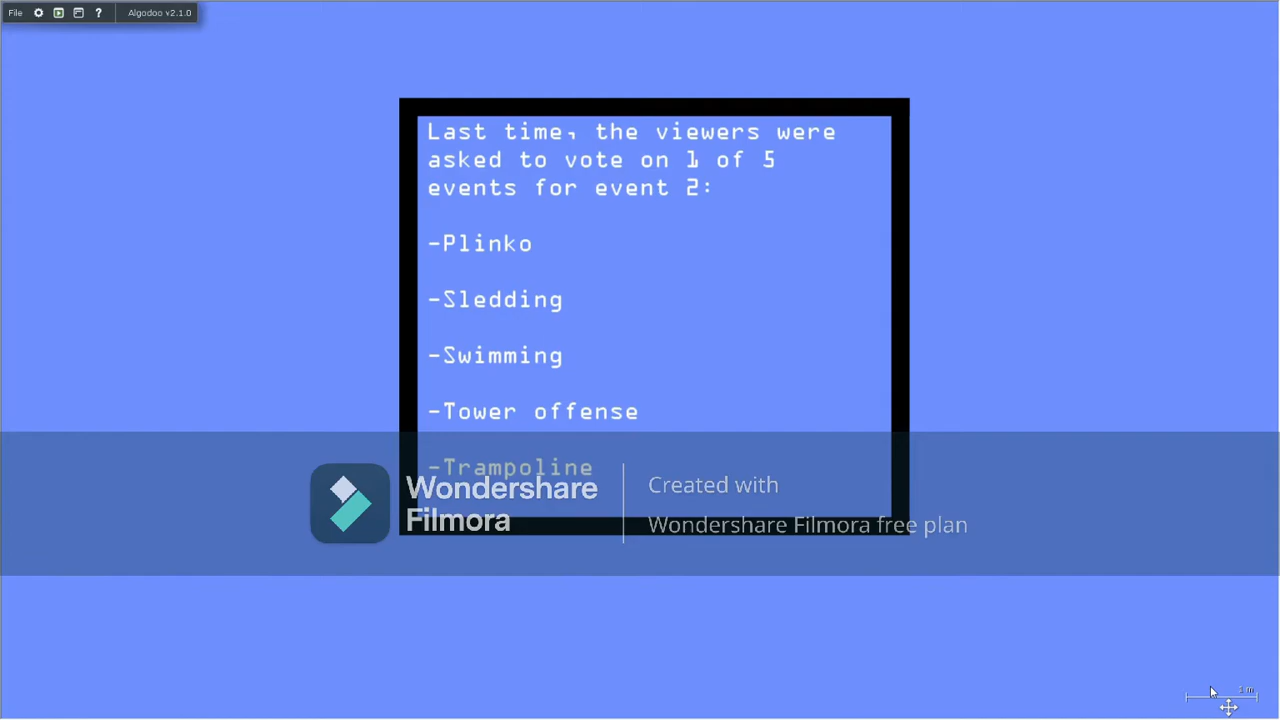 File ? Algodoo v2.1.0
Last time, the viewers were
asked to vote on 1 of 5
events for event 2:
-Plinko
-Sledding
-Swimming
-Tower offense
-Trampoline
Wondershare
Filmora
Created with
Wondershare Filmora free plan
1 m